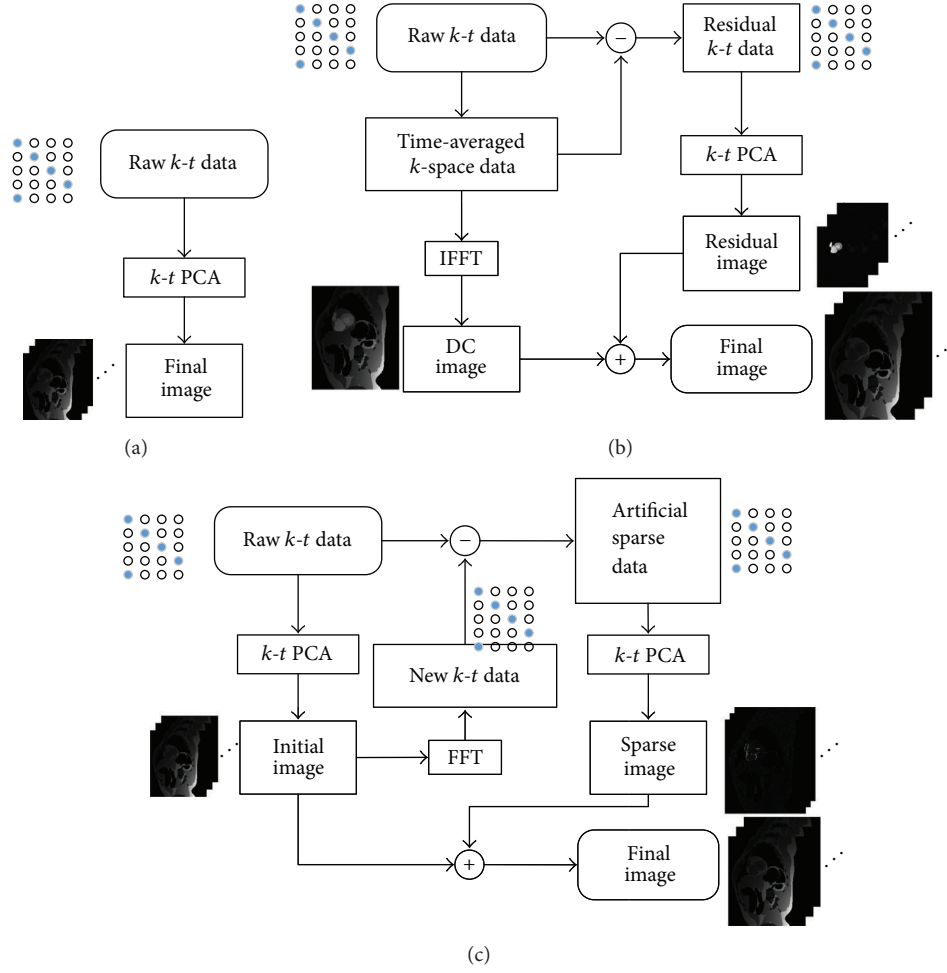 Raw k-t data
k-t PCA
Final
image
(a)
Raw k-t data
−
Residual
k-t data
Time-averaged
k-space data
k-t PCA
IFFT
Residual
image
DC
image
+
Final
image
(b)
Raw k-t data
−
Artificial
sparse
data
k-t PCA
New k-t data
k-t PCA
Initial
image
FFT
Sparse
image
+
Final
image
(c)